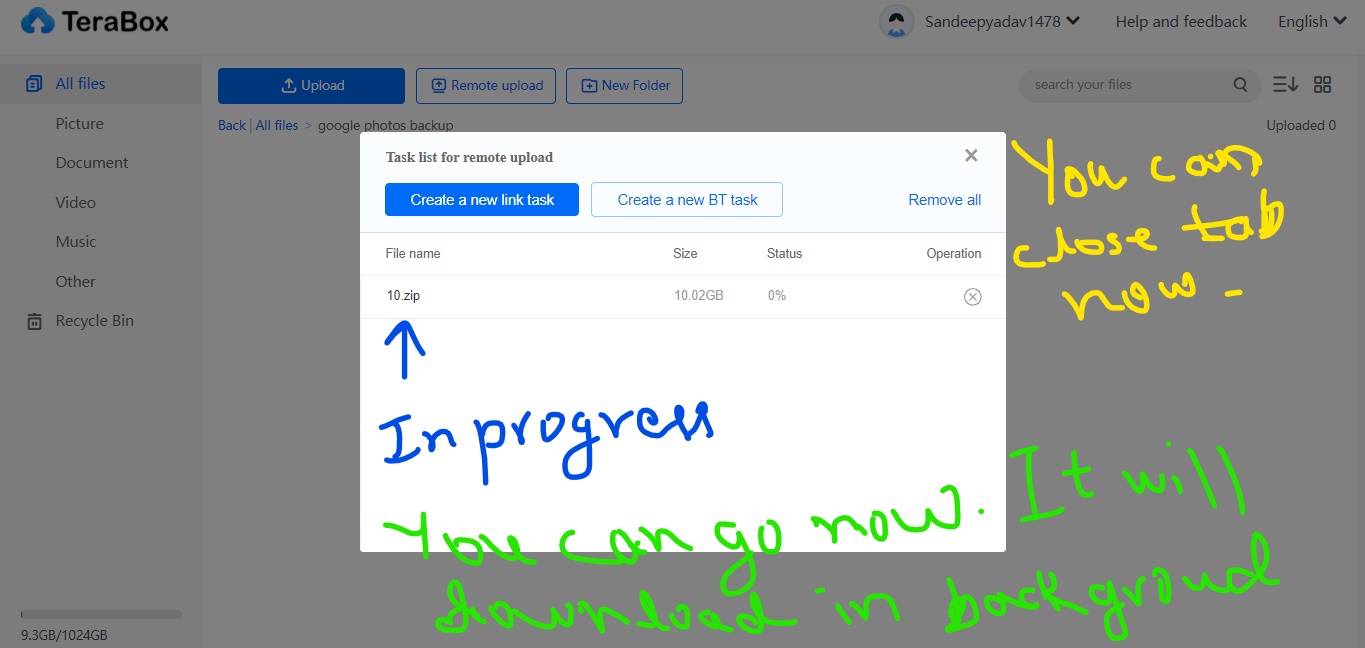 TeraBox
Sandeepyadav1478
Help and feedback
English
All files
Picture
Document
Video
Music
Other
Recycle Bin
9.3GB/1024GB
Upload
Remote upload
New Folder
search your files
Back | All files > google photos backup
Uploaded 0
Task list for remote upload
Create a new link task
Create a new BT task
Remove all
File name Size Status Operation
10.zip 10.02GB 0%
You can
close tab
now -
In progress
You can go now. It will
download in backgroud